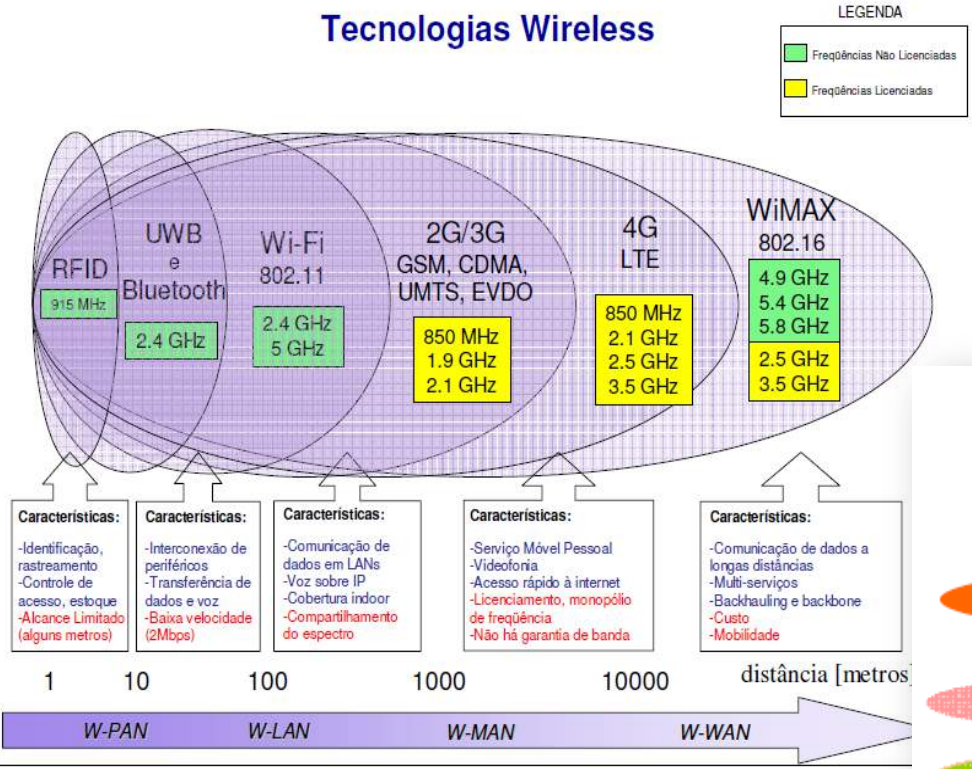 Tecnologias Wireless
LEGENDA
Freqüências Não Licenciadas
Freqüências Licenciadas
RFID
915 MHz
UWB
e
Bluetooth
2.4 GHz
Wi-Fi
802.11
2.4 GHz
5 GHz
2G/3G
GSM, CDMA,
UMTS, EVDO
850 MHz
1.9 GHz
2.1 GHz
4G
LTE
850 MHz
2.1 GHz
2.5 GHz
3.5 GHz
WiMAX
802.16
4.9 GHz
5.4 GHz
5.8 GHz
2.5 GHz
3.5 GHz
Características:
-Identificação,
rastreamento
-Controle de
acesso, estoque
-Alcance Limitado
(alguns metros)
Características:
-Interconexão de
periféricos
-Transferência de
dados e voz
-Baixa velocidade
(2Mbps)
Características:
-Comunicação de
dados em LANs
-Voz sobre IP
-Cobertura indoor
-Compartilhamento
do espectro
Características:
-Serviço Móvel Pessoal
-Videofonia
-Acesso rápido à internet
-Licenciamento, monopólio
de freqüência
-Não há garantia de banda
Características:
-Comunicação de dados a
longas distâncias
-Multi-serviços
-Backhauling e backbone
-Custo
-Mobilidade
1 10 100 1000 10000 distância [metros]
W-PAN W-LAN W-MAN W-WAN